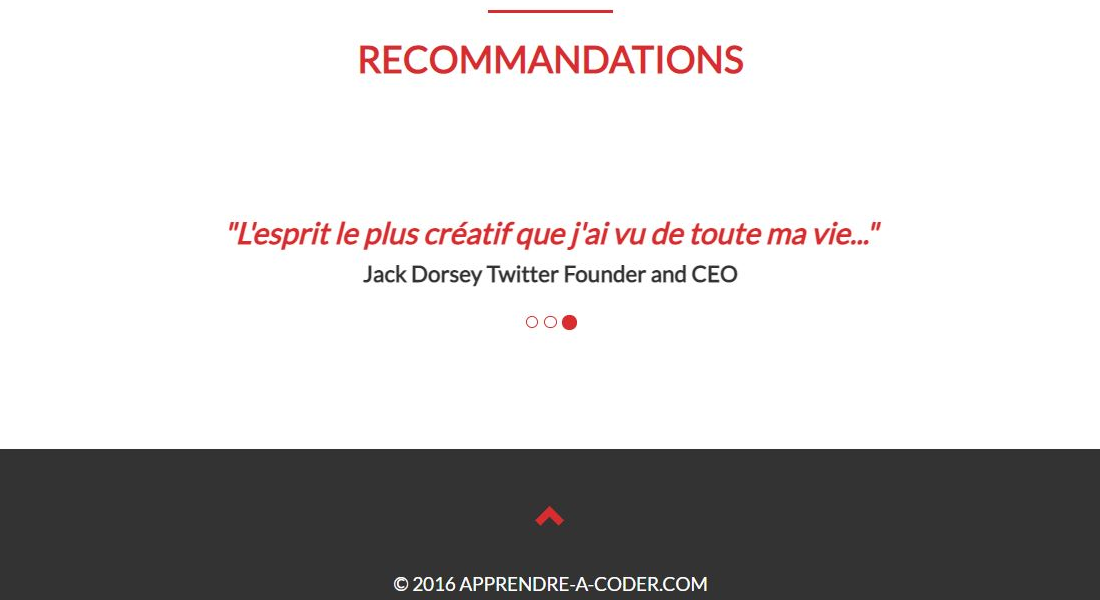 RECOMMANDATIONS
"L'esprit le plus créatif que j'ai vu de toute ma vie..."
Jack Dorsey Twitter Founder and CEO
© 2016 APPRENDRE-A-CODER.COM